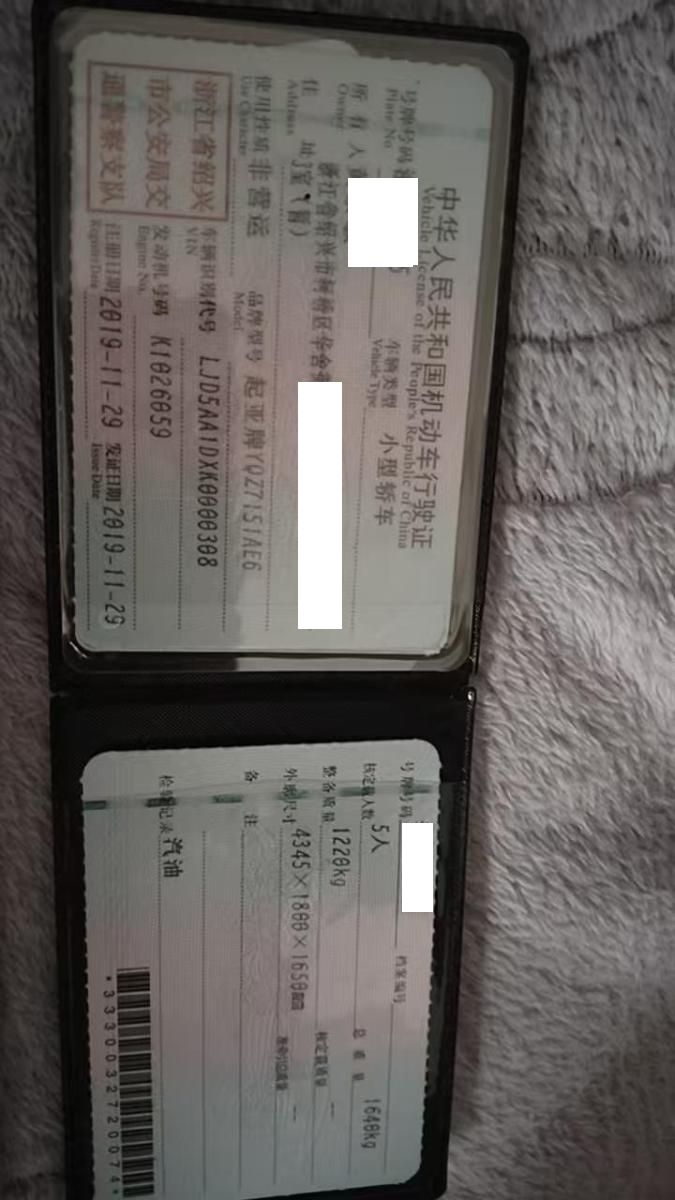 中华人民共和国机动车行驶证
Vehicle License of the People's Republic of China
号牌号码
Plate No.
车辆类型 小型轿车
Vehicle Type
所有人
Owner
住址 浙江省绍兴市柯桥区华舍
室(暂)
Address
使用性质 非营运
Use Character
品牌型号 起亚牌YQZ7151AE6
Model
浙江省绍兴
市公安局交
通警察支队
车辆识别代号 LJD5AA1DXK0000308
VIN
发动机号码 K1026059
Engine No.
注册日期 2019-11-29
Register Date
发证日期 2019-11-29
Issue Date
号牌号码
档案编号
核定载人数 5人
总质量 1640kg
整备质量 1220kg
核定载质量 --
外廓尺寸 4345×1800×1650mm
准牵引总质量 --
备注
检验记录 汽油
*3330032720074*